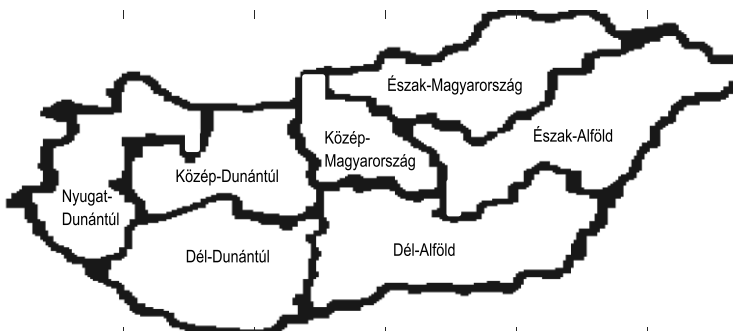 Észak-Magyarország
Észak-Alföld
Közép-
Magyarország
Közép-Dunántúl
Nyugat-
Dunántúl
Dél-Dunántúl
Dél-Alföld